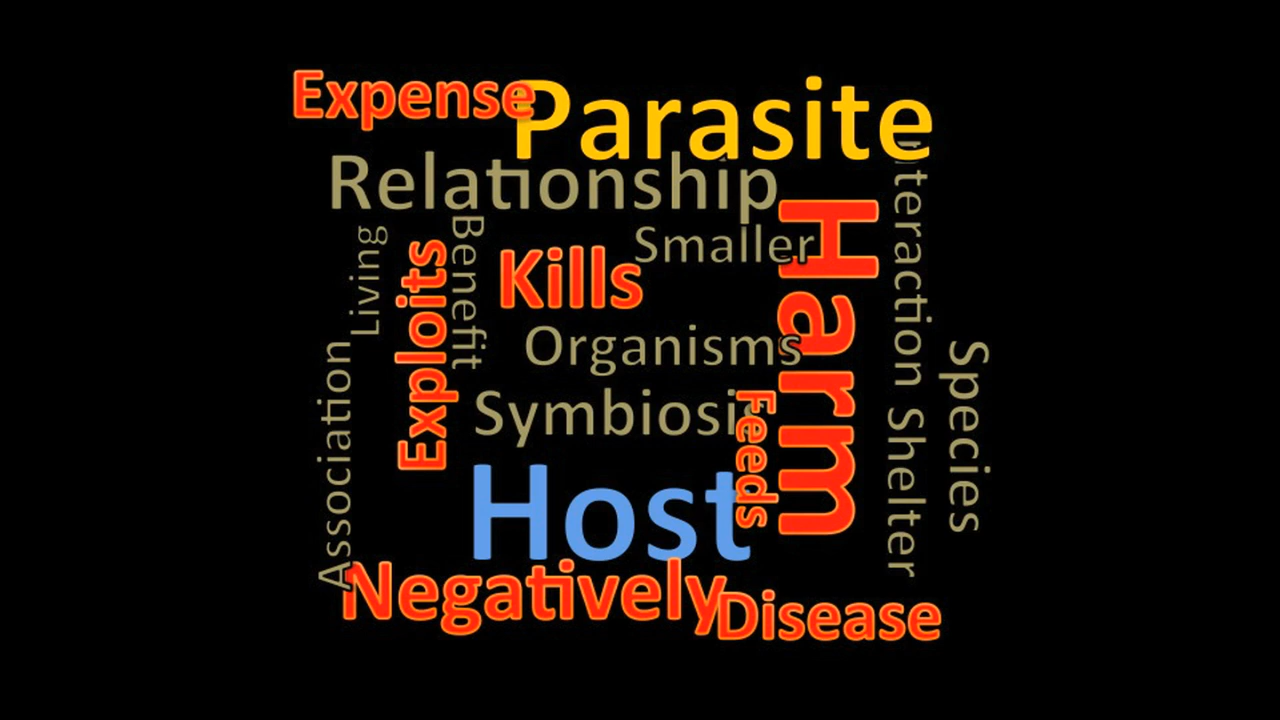 Expense
Parasite
Relationship
Interaction
Harm
Smaller
Benefit
Living
Exploits
Kills
Organisms
Species
Association
Symbiosis
Feeds
Shelter
Host
Negatively
Disease